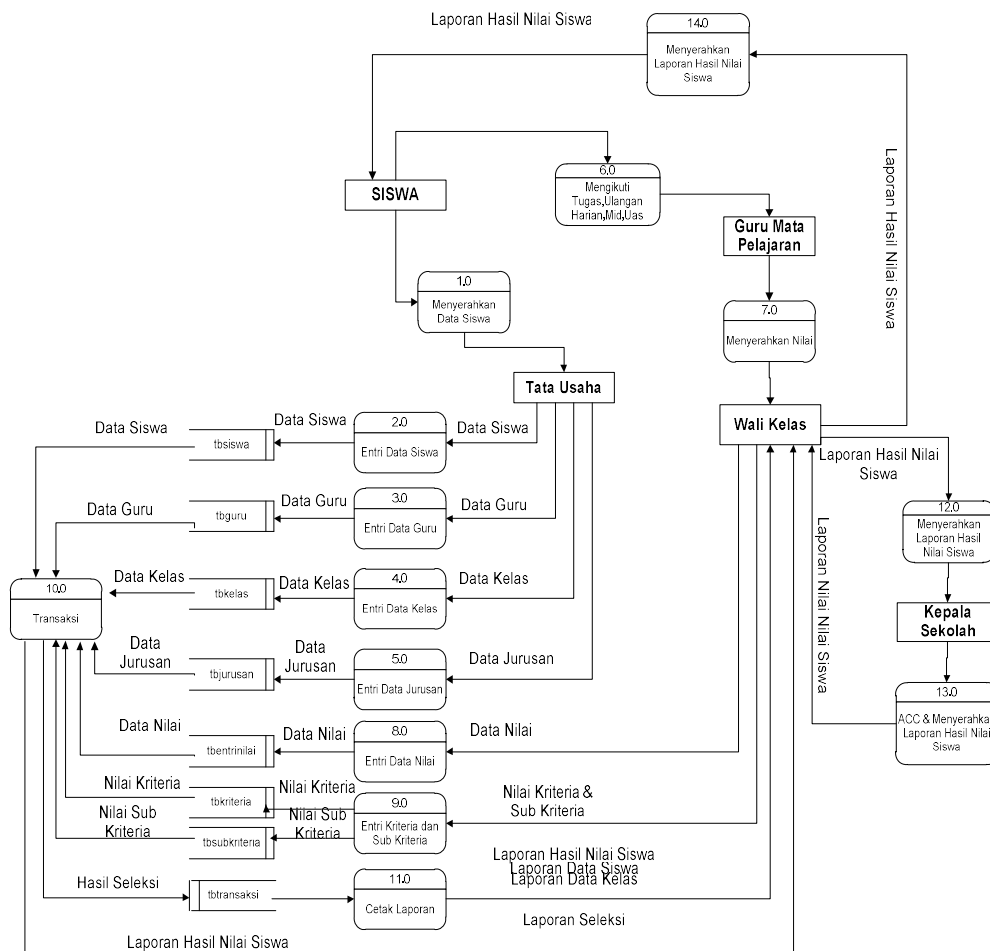 Laporan Hasil Nilai Siswa
14.0
Menyerahkan
Laporan Hasil Nilai
Siswa
6.0
Mengikuti
Tugas,Ulangan
Harian,Mid,Uas
SISWA
Guru Mata
Pelajaran
Laporan Hasil Nilai Siswa
1.0
Menyerahkan
Data Siswa
7.0
Menyerahkan Nilai
Tata Usaha
Wali Kelas
Data Siswa
tbsiswa
Data Siswa
2.0
Entri Data Siswa
Data Siswa
Laporan Hasil Nilai
Siswa
Data Guru
tbguru
Data Guru
3.0
Entri Data Guru
Data Guru
12.0
Menyerahkan
Laporan Hasil
Nilai Siswa
Laporan Nilai Nilai Siswa
10.0
Transaksi
Data Kelas
tbkelas
Data Kelas
4.0
Entri Data Kelas
Data Kelas
Kepala
Sekolah
Data
Jurusan
tbjurusan
Data
Jurusan
5.0
Entri Data Jurusan
Data Jurusan
13.0
ACC & Menyerahkan
Laporan Hasil Nilai
Siswa
Data Nilai
tbentrinilai
Data Nilai
8.0
Entri Data Nilai
Data Nilai
Nilai Kriteria
tbkriteria
Nilai Kriteria
9.0
Entri Kriteria dan
Sub Kriteria
Nilai Kriteria &
Sub Kriteria
Nilai Sub
Kriteria
tbsubkriteria
Nilai Sub
Kriteria
Laporan Hasil Nilai Siswa
Laporan Data Siswa
Laporan Data Kelas
Hasil Seleksi
tbtransaksi
11.0
Cetak Laporan
Laporan Seleksi
Laporan Hasil Nilai Siswa